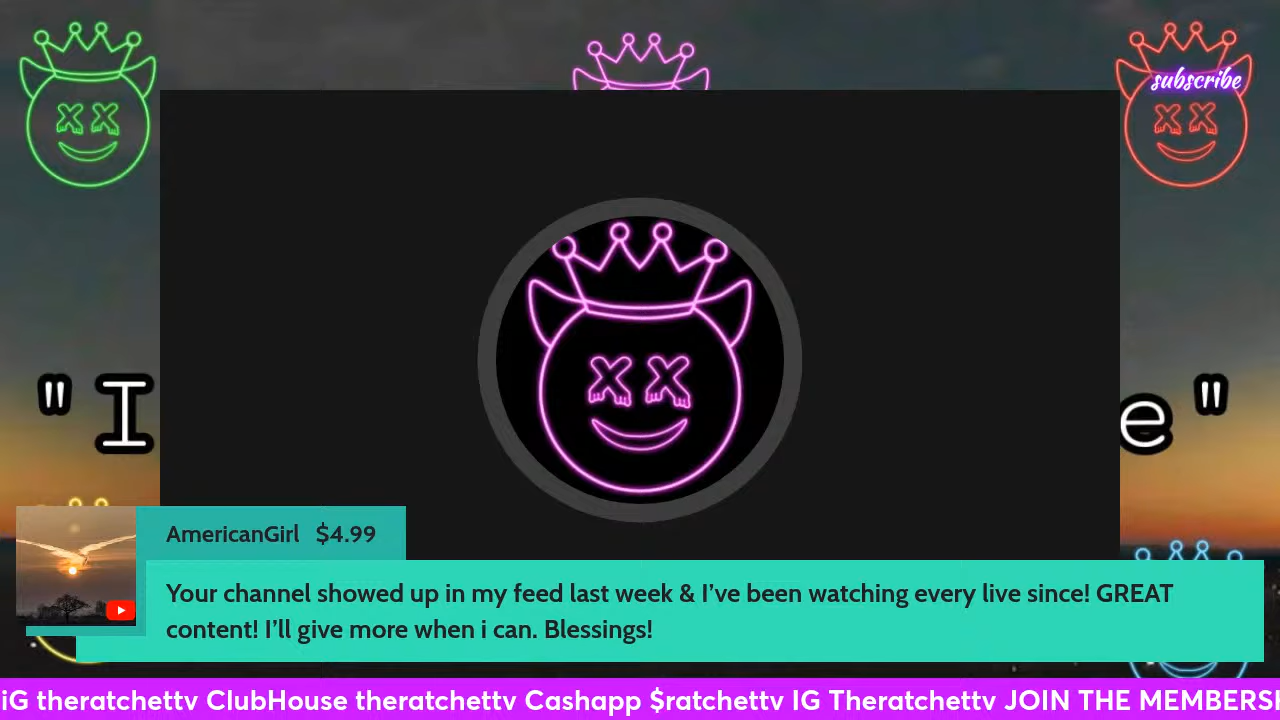 subscribe
"I
e"
AmericanGirl $4.99
Your channel showed up in my feed last week & I've been watching every live since! GREAT
content! I'll give more when i can. Blessings!
iG theratchettv ClubHouse theratchettv Cashapp $ratchettv IG Theratchettv JOIN THE MEMBERS